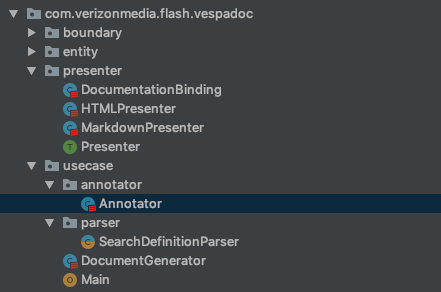 com.verizonmedia.flash.vespadoc
boundary
entity
presenter
DocumentationBinding
HTMLPresenter
MarkdownPresenter
Presenter
usecase
annotator
Annotator
parser
SearchDefinitionParser
DocumentGenerator
Main